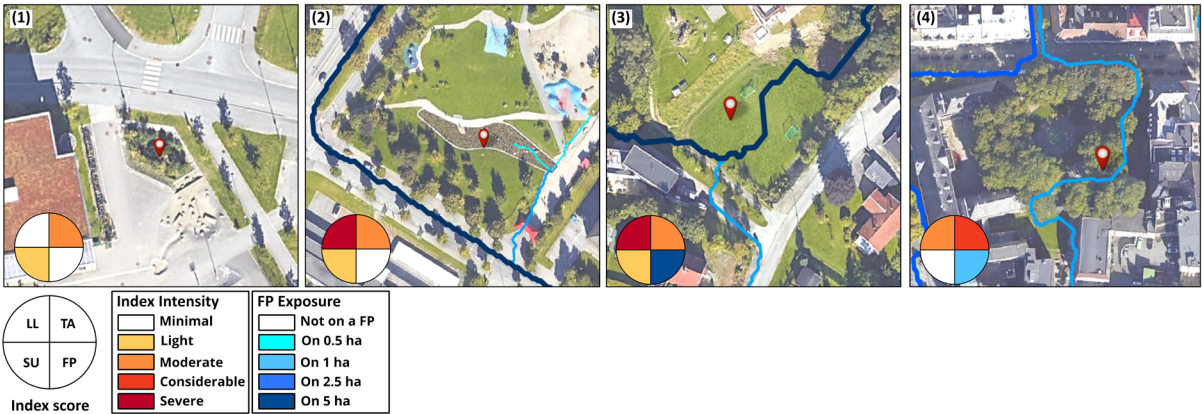 (1)
(2)
(3)
(4)
LL TA
SU FP
Index score
Index Intensity
Minimal
Light
Moderate
Considerable
Severe
FP Exposure
Not on a FP
On 0.5 ha
On 1 ha
On 2.5 ha
On 5 ha